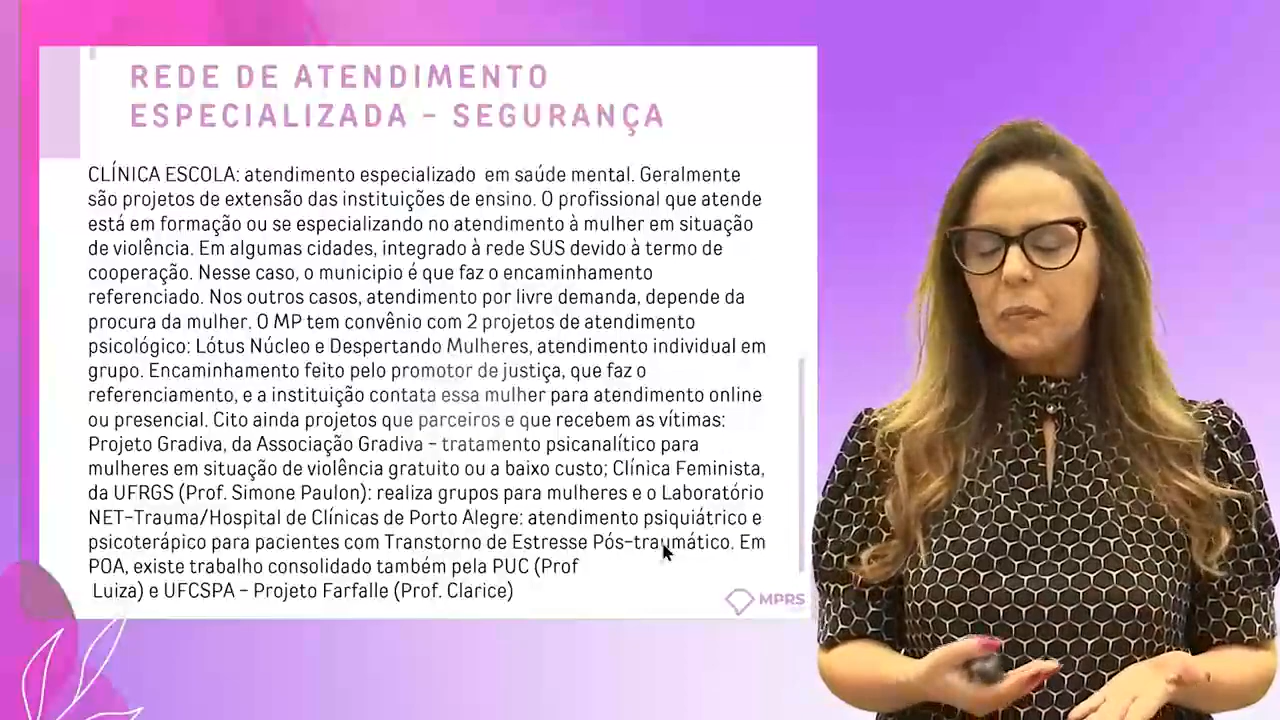 REDE DE ATENDIMENTO
ESPECIALIZADA - SEGURANÇA
CLÍNICA ESCOLA: atendimento especializado em saúde mental. Geralmente
são projetos de extensão das instituições de ensino. O profissional que atende
está em formação ou se especializando no atendimento à mulher em situação
de violência. Em algumas cidades, integrado à rede SUS devido à termo de
cooperação. Nesse caso, o municipio é que faz o encaminhamento
referenciado. Nos outros casos, atendimento por livre demanda, depende da
procura da mulher. O MP tem convênio com 2 projetos de atendimento
psicológico: Lótus Núcleo e Despertando Mulheres, atendimento individual em
grupo. Encaminhamento feito pelo promotor de justiça, que faz o
referenciamento, e a instituição contata essa mulher para atendimento online
ou presencial. Cito ainda projetos que parceiros e que recebem as vítimas:
Projeto Gradiva, da Associação Gradiva - tratamento psicanalítico para
mulheres em situação de violência gratuito ou a baixo custo; Clínica Feminista,
da UFRGS (Prof. Simone Paulon): realiza grupos para mulheres e o Laboratório
NET-Trauma/Hospital de Clínicas de Porto Alegre: atendimento psiquiátrico e
psicoterápico para pacientes com Transtorno de Estresse Pós-traumático. Em
POA, existe trabalho consolidado também pela PUC (Prof
Luiza) e UFCSPA - Projeto Farfalle (Prof. Clarice)
MPRS